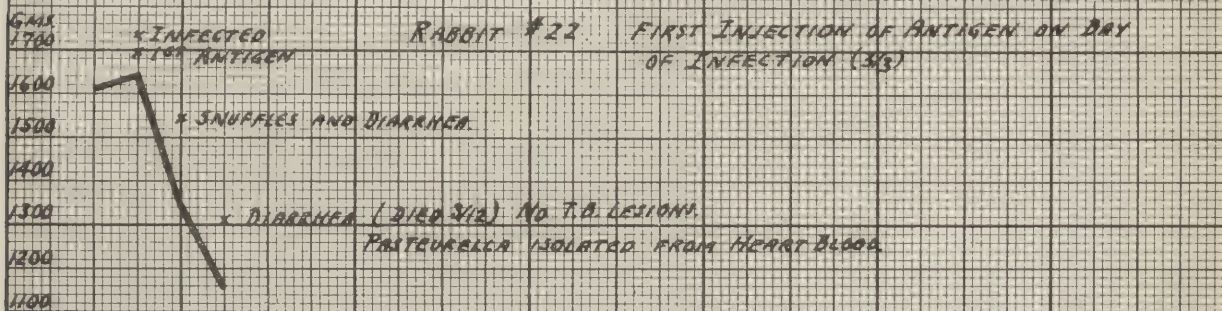 GMS.
1700
× INFECTED
× 1ST ANTIGEN
RABBIT #22 FIRST INJECTION OF ANTIGEN ON DAY
OF INFECTION (3/3)
1600
1500
× SNUFFLES AND DIARRHEA.
1400
1300
× DIARRHEA (DIED 3/12) NO T.B. LESIONS.
PASTEURELLA ISOLATED FROM HEART BLOOD
1200
1100